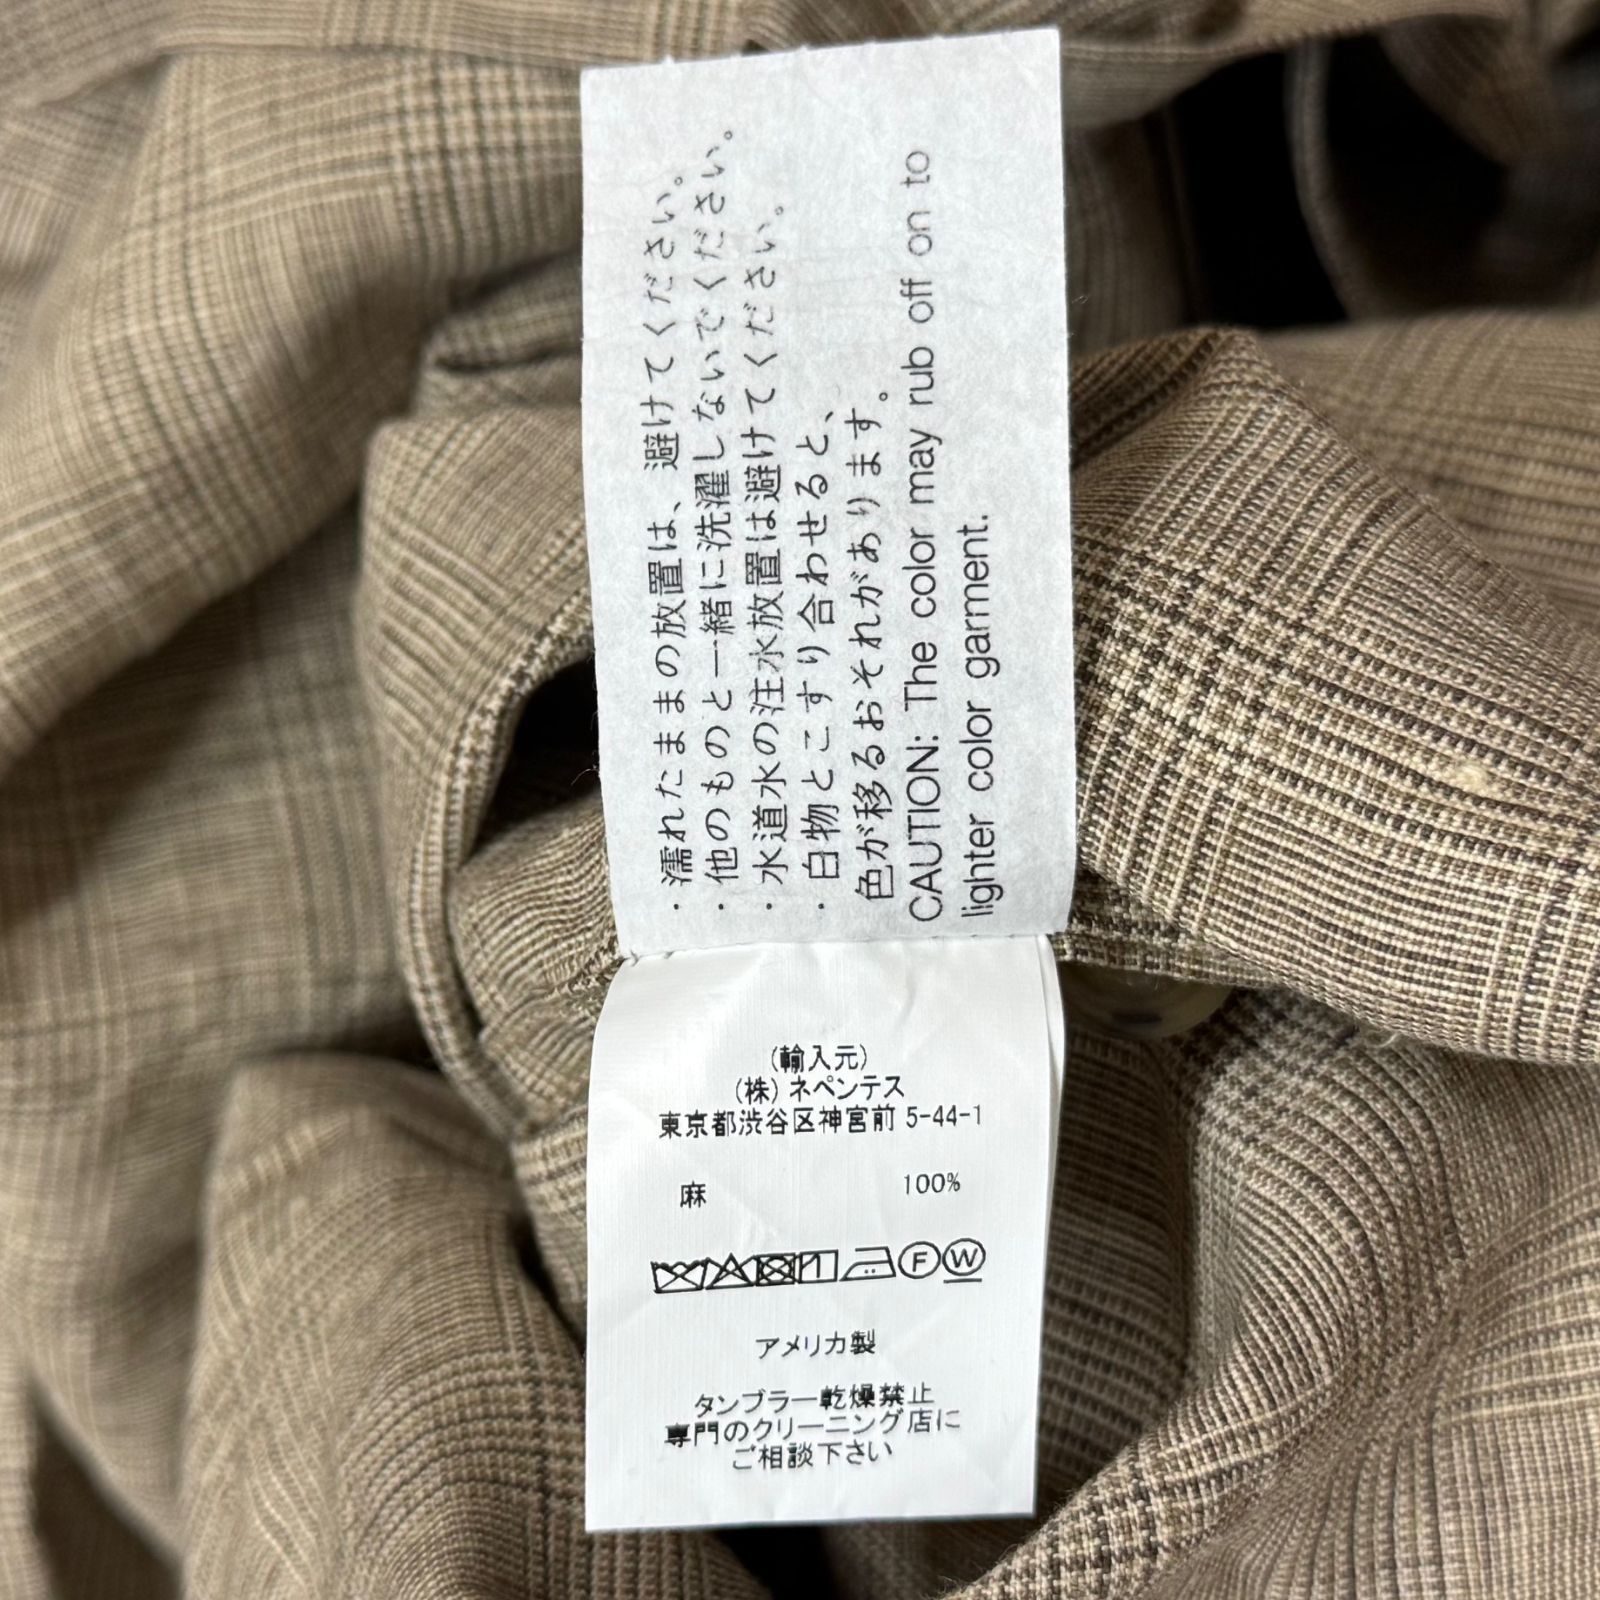 ・濡れたままの放置は、避けてください。
・他のものと一緒に洗濯しないでください。
・水道水の注水放置は避けてください。
・白物とこすり合わせると、
色が移るおそれがあります。
CAUTION: The color may rub off on to
lighter color garment.
(輸入元)
(株) ネペンテス
東京都渋谷区神宮前 5-44-1
麻 100%
F W
アメリカ製
タンブラー乾燥禁止
専門のクリーニング店に
ご相談下さい